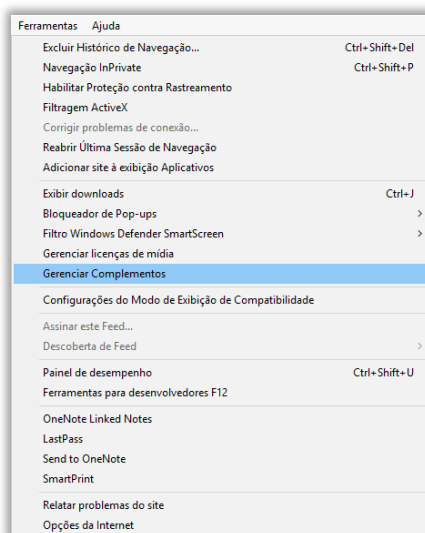 Ferramentas Ajuda
Excluir Histórico de Navegação... Ctrl+Shift+Del
Navegação InPrivate Ctrl+Shift+P
Habilitar Proteção contra Rastreamento
Filtragem ActiveX
Corrigir problemas de conexão...
Reabrir Última Sessão de Navegação
Adicionar site à exibição Aplicativos
Exibir downloads Ctrl+J
Bloqueador de Pop-ups
Filtro Windows Defender SmartScreen
Gerenciar licenças de mídia
Gerenciar Complementos
Configurações do Modo de Exibição de Compatibilidade
Assinar este Feed...
Descoberta de Feed
Painel de desempenho Ctrl+Shift+U
Ferramentas para desenvolvedores F12
OneNote Linked Notes
LastPass
Send to OneNote
SmartPrint
Relatar problemas do site
Opções da Internet